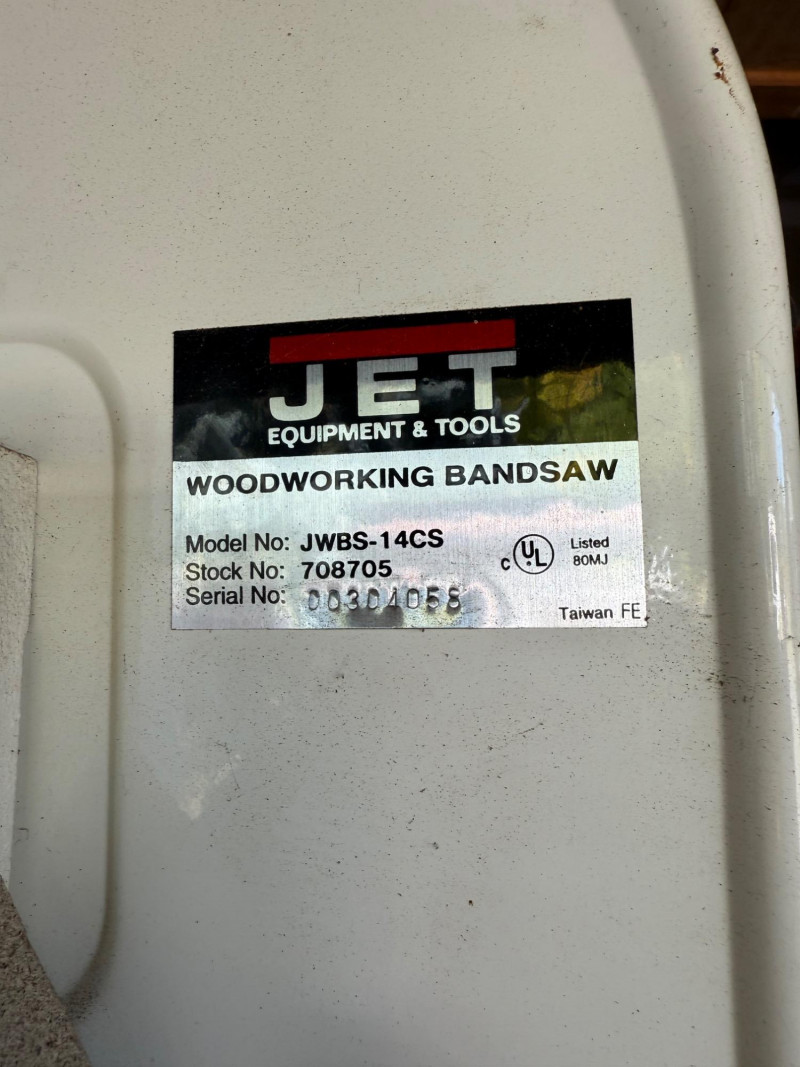 JET
EQUIPMENT & TOOLS
WOODWORKING BANDSAW
Model No: JWBS-14CS
Stock No: 708705
Serial No: 00304058
C UL Listed
80MJ
Taiwan FE